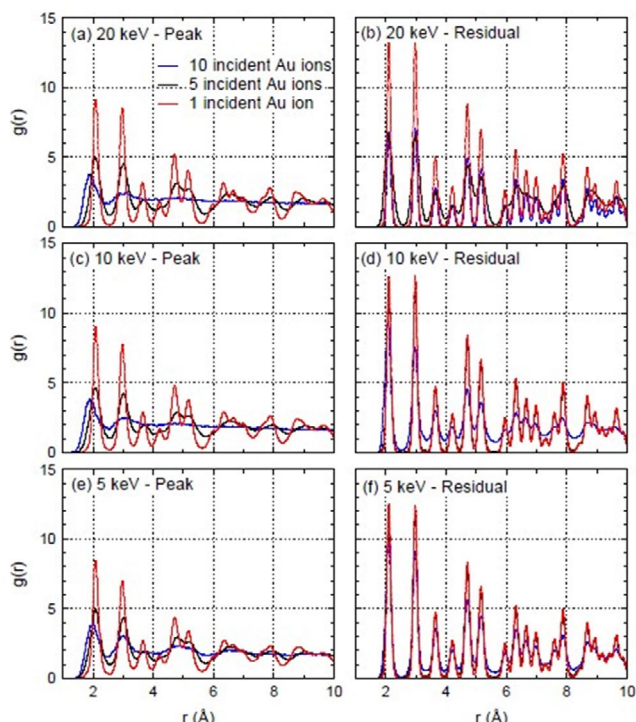 15
(a) 20 keV - Peak
(b) 20 keV - Residual
10 incident Au ions
5 incident Au ions
1 incident Au ion
10
g(r)
5
0
15
(c) 10 keV - Peak
(d) 10 keV - Residual
10
g(r)
5
0
15
(e) 5 keV - Peak
(f) 5 keV - Residual
10
g(r)
5
0
2 4 6 8 10 2 4 6 8 10
r (Å) r (Å)